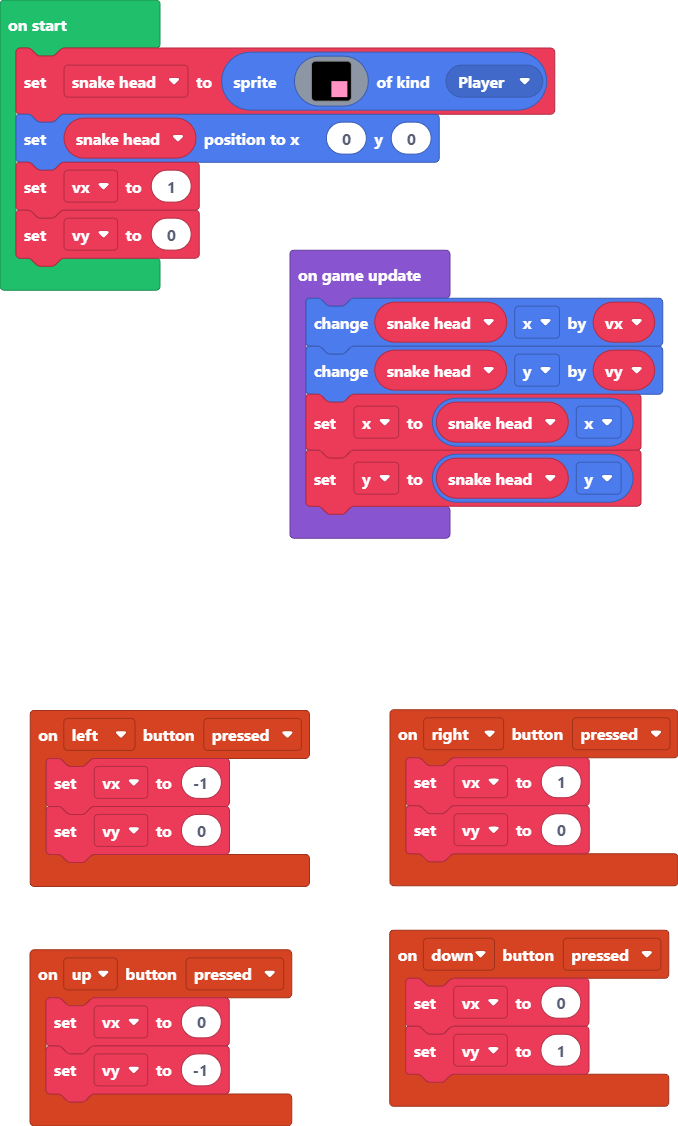 on start
set snake head to sprite of kind Player
set snake head position to x 0 y 0
set vx to 1
set vy to 0
on game update
change snake head x by vx
change snake head y by vy
set x to snake head x
set y to snake head y
on left button pressed
set vx to -1
set vy to 0
on right button pressed
set vx to 1
set vy to 0
on up button pressed
set vx to 0
set vy to -1
on down button pressed
set vx to 0
set vy to 1